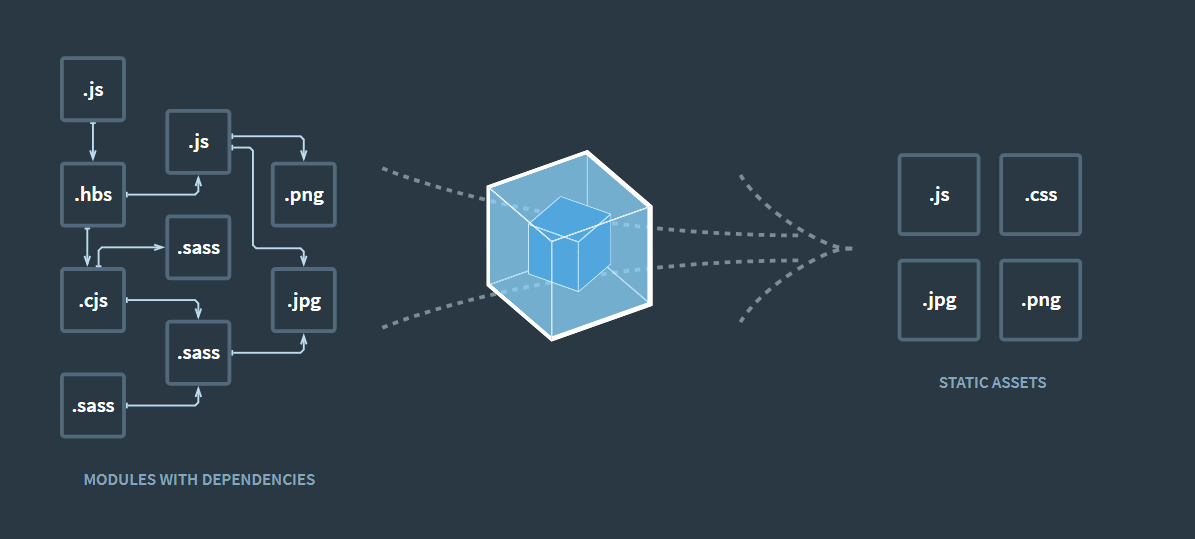 .js
.js
.hbs
.png
.sass
.cjs
.jpg
.sass
.sass
MODULES WITH DEPENDENCIES
.js
.css
.jpg
.png
STATIC ASSETS